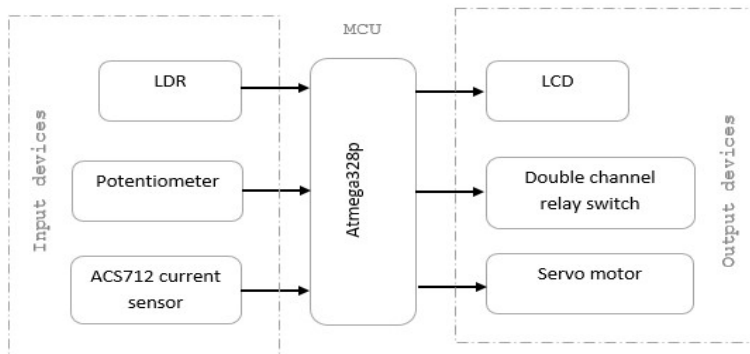 MCU
Input devices
LDR
Potentiometer
ACS712 current
sensor
Atmega328p
LCD
Double channel
relay switch
Servo motor
Output devices